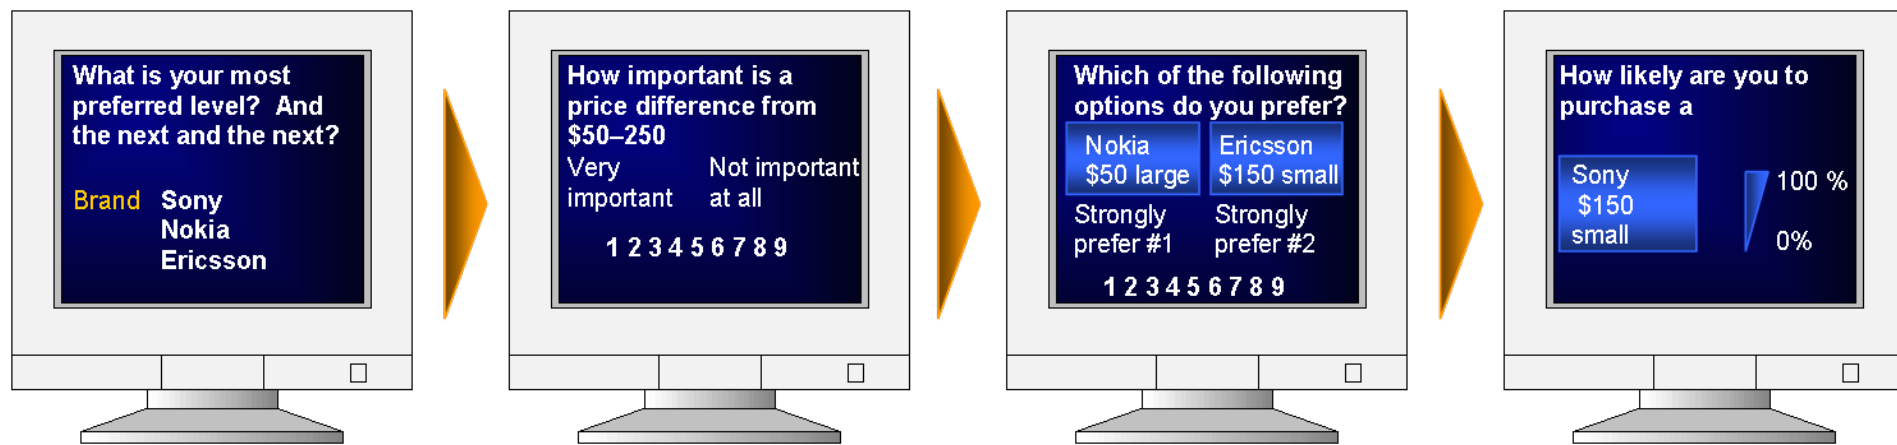 What is your most
preferred level?  And
the next and the next?
Brand Sony
Nokia
Ericsson
How important is a
price difference from
$50–250
Very important
Not important at all
1 2 3 4 5 6 7 8 9
Which of the following
options do you prefer?
Nokia
$50 large
Ericsson
$150 small
Strongly
prefer #1
Strongly
prefer #2
1 2 3 4 5 6 7 8 9
How likely are you to
purchase a
Sony
$150
small
100 %
0%